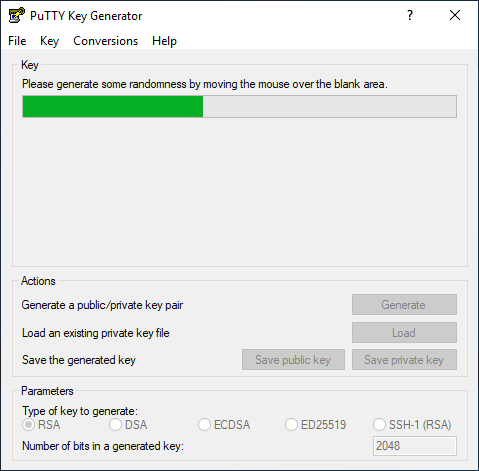 PuTTY Key Generator ?
File Key Conversions Help
Key
Please generate some randomness by moving the mouse over the blank area.
Actions
Generate a public/private key pair Generate
Load an existing private key file Load
Save the generated key Save public key Save private key
Parameters
Type of key to generate:
RSA DSA ECDSA ED25519 SSH-1 (RSA)
Number of bits in a generated key: 2048